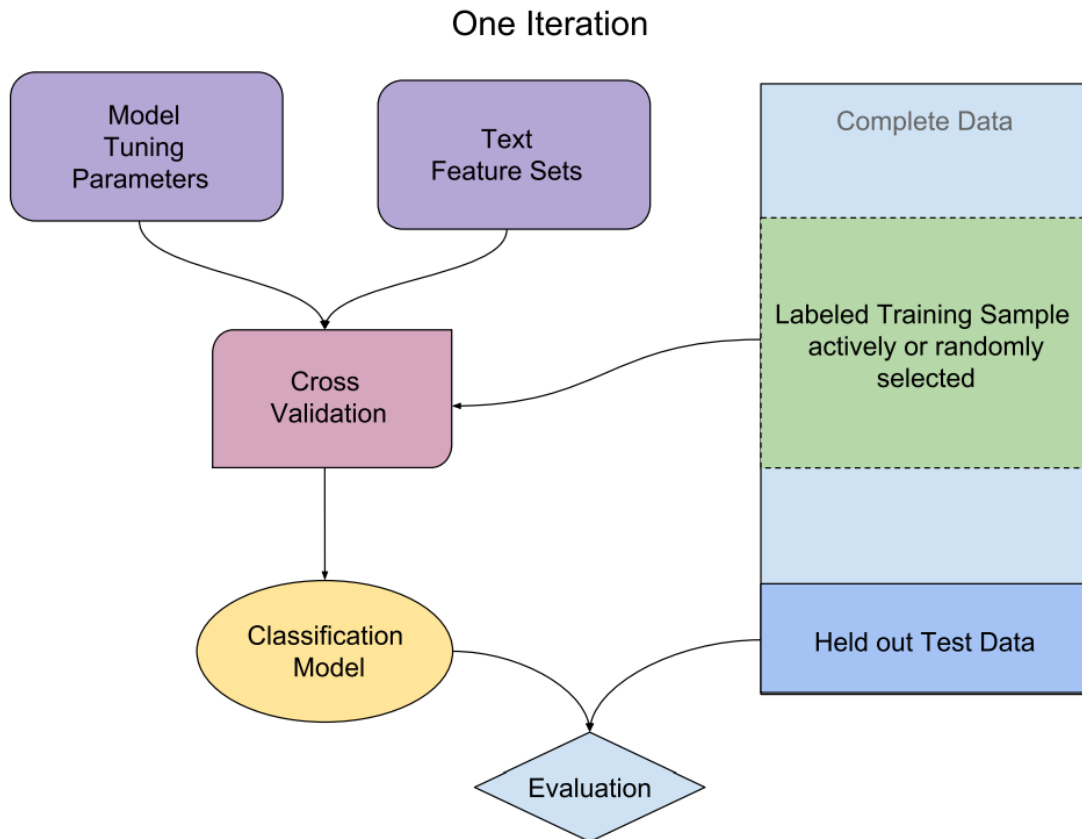 One Iteration
Model
Tuning
Parameters
Text
Feature Sets
Complete Data
Labeled Training Sample
actively or randomly
selected
Cross
Validation
Classification
Model
Held out Test Data
Evaluation